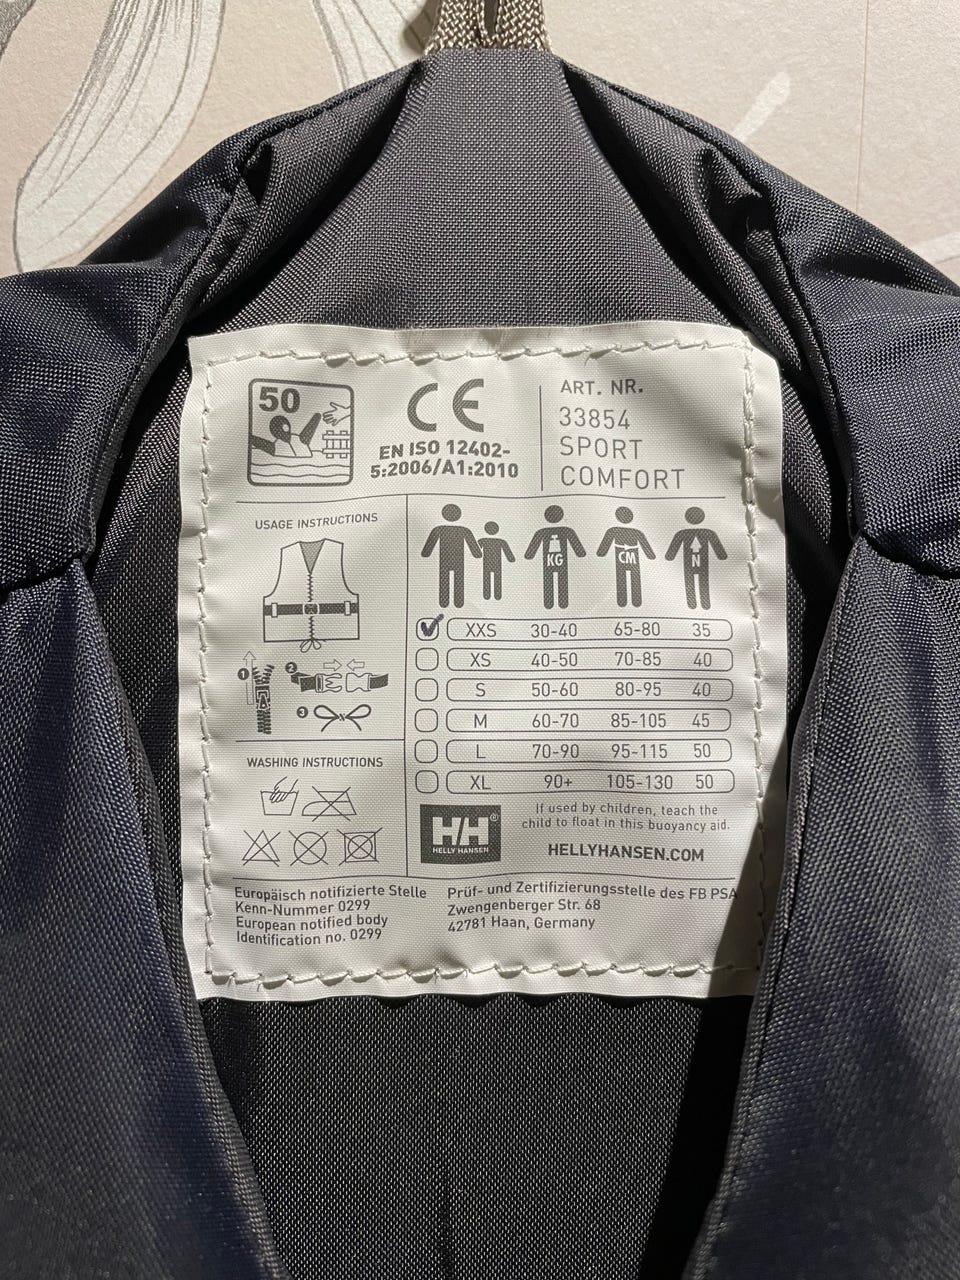 50
CE
EN ISO 12402-
5:2006/A1:2010
ART. NR.
33854
SPORT
COMFORT
USAGE INSTRUCTIONS
1
2
3
WASHING INSTRUCTIONS
KG CM N
XXS 30-40 65-80 35
XS 40-50 70-85 40
S 50-60 80-95 40
M 60-70 85-105 45
L 70-90 95-115 50
XL 90+ 105-130 50
H/H®
HELLY HANSEN
If used by children, teach the
child to float in this buoyancy aid.
HELLYHANSEN.COM
Europäisch notifizierte Stelle
Kenn-Nummer 0299
European notified body
Identification no. 0299
Prüf- und Zertifizierungsstelle des FB PSA
Zwengenberger Str. 68
42781 Haan, Germany